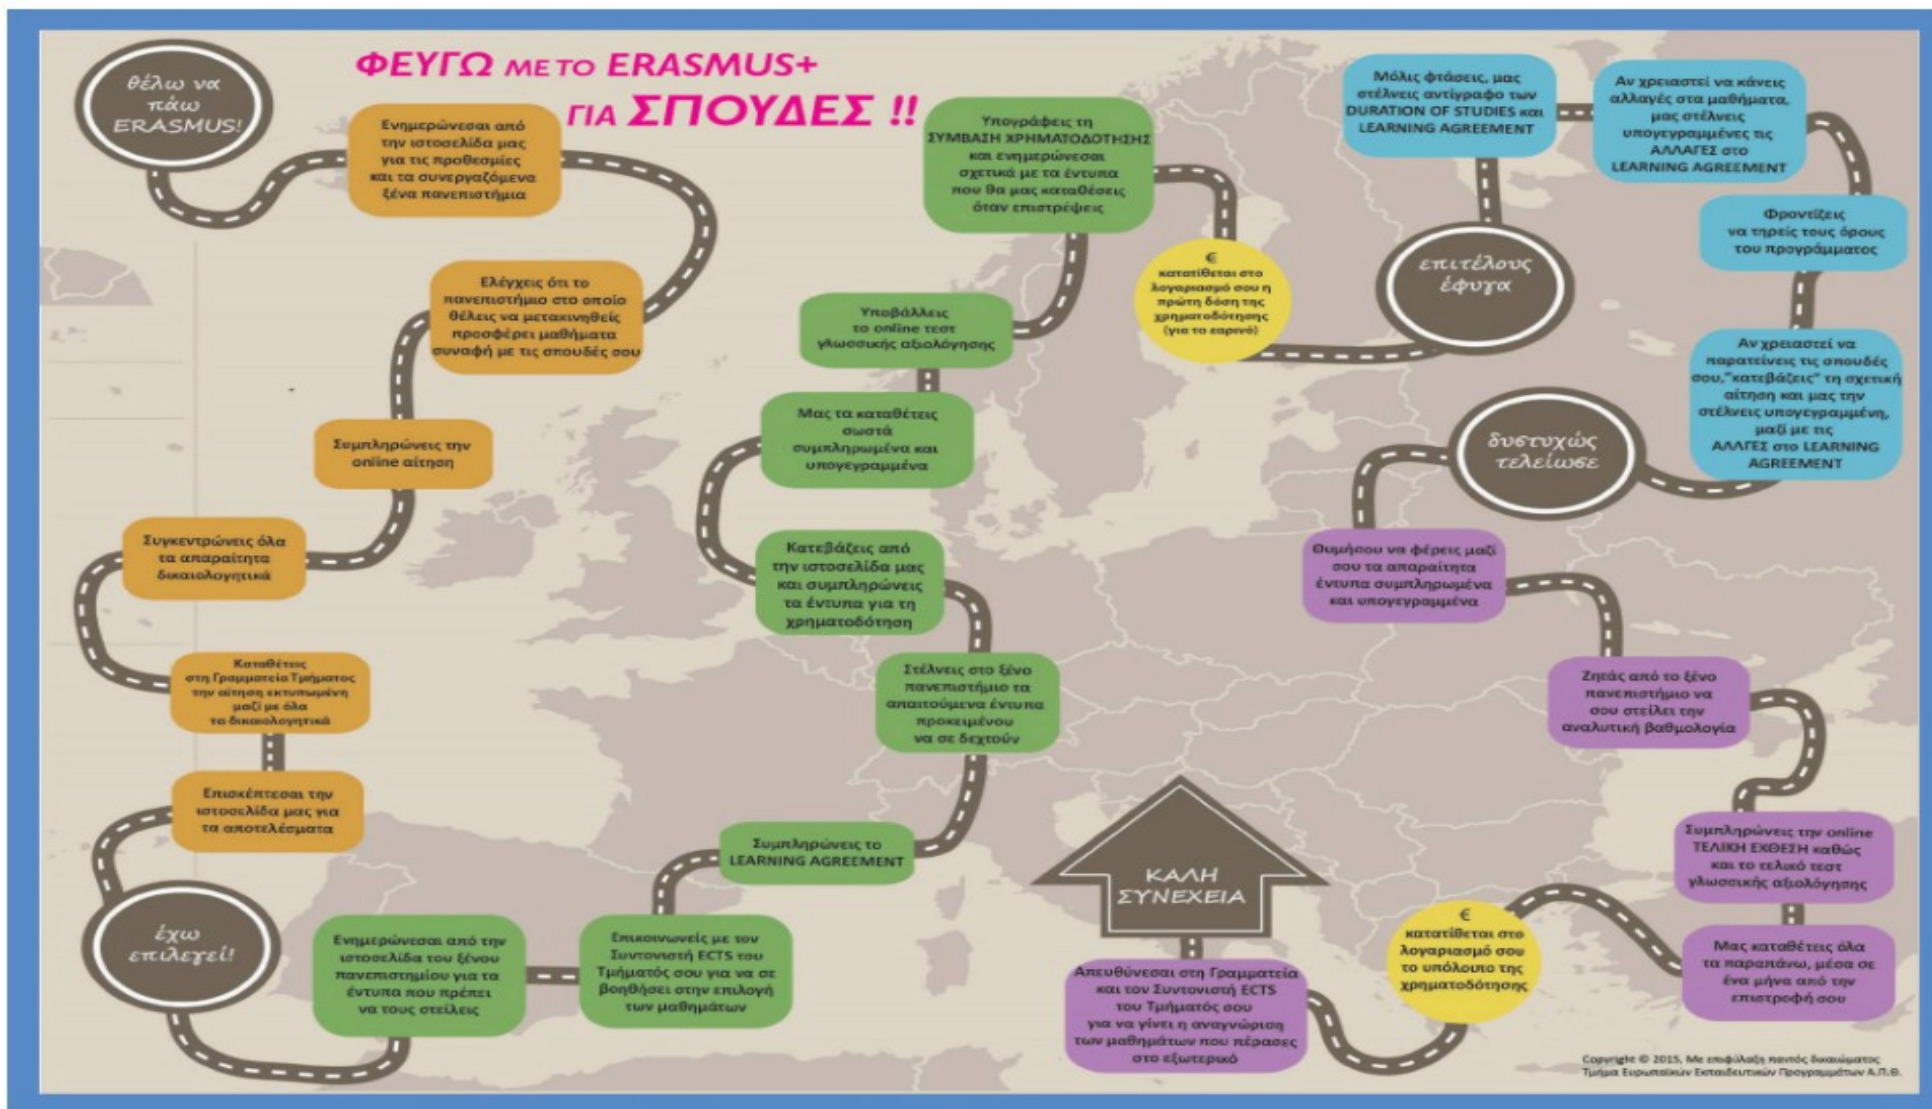 ΦΕΥΓΩ ΜΕ ΤΟ ERASMUS+
ΓΙΑ ΣΠΟΥΔΕΣ !!
θέλω να
πάω
ERASMUS!
Ενημερώνεσαι από
την ιστοσελίδα μας
για τις προθεσμίες
και τα συνεργαζόμενα
ξένα πανεπιστήμια
Ελέγχεις ότι το
πανεπιστήμιο στο οποίο
θέλεις να μετακινηθείς
προσφέρει μαθήματα
συναφή με τις σπουδές σου
Συμπληρώνεις την
online αίτηση
Συγκεντρώνεις όλα
τα απαραίτητα
δικαιολογητικά
Καταθέτεις
στη Γραμματεία Τμήματος
την αίτηση εκτυπωμένη
μαζί με όλα
τα δικαιολογητικά
Επισκέπτεσαι την
ιστοσελίδα μας για
τα αποτελέσματα
έχω
επιλεγεί!
Ενημερώνεσαι από την
ιστοσελίδα του ξένου
πανεπιστημίου για τα
έντυπα που πρέπει
να τους στείλεις
Επικοινωνείς με τον
Συντονιστή ECTS του
Τμήματός σου για να σε
βοηθήσει στην επιλογή
των μαθημάτων
Συμπληρώνεις το
LEARNING AGREEMENT
Στέλνεις στο ξένο
πανεπιστήμιο τα
απαιτούμενα έντυπα
προκειμένου
να σε δεχτούν
Κατεβάζεις από
την ιστοσελίδα μας
και συμπληρώνεις
τα έντυπα για τη
χρηματοδότηση
Μας τα καταθέτεις
σωστά
συμπληρωμένα και
υπογεγραμμένα
Υποβάλλεις
το online τεστ
γλωσσικής αξιολόγησης
Υπογράφεις τη
ΣΥΜΒΑΣΗ ΧΡΗΜΑΤΟΔΟΤΗΣΗΣ
και ενημερώνεσαι
σχετικά με τα έντυπα
που θα μας καταθέσεις
όταν επιστρέψεις
€
κατατίθεται στο
λογαριασμό σου η
πρώτη δόση της
χρηματοδότησης
(για το εαρινό)
επιτέλους
έφυγα
Μόλις φτάσεις, μας
στέλνεις αντίγραφο των
DURATION OF STUDIES και
LEARNING AGREEMENT
Αν χρειαστεί να κάνεις
αλλαγές στα μαθήματα,
μας στέλνεις
υπογεγραμμένες τις
ΑΛΛΑΓΕΣ στο
LEARNING AGREEMENT
Φροντίζεις
να τηρείς τους όρους
του προγράμματος
Αν χρειαστεί να
παρατείνεις τις σπουδές
σου,"κατεβάζεις" τη σχετική
αίτηση και μας την
στέλνεις υπογεγραμμένη,
μαζί με τις
ΑΛΛΓΕΣ στο LEARNING
AGREEMENT
δυστυχώς
τελείωσε
Θυμήσου να φέρεις μαζί
σου τα απαραίτητα
έντυπα συμπληρωμένα
και υπογεγραμμένα
Ζητάς από το ξένο
πανεπιστήμιο να
σου στείλει την
αναλυτική βαθμολογία
Συμπληρώνεις την online
ΤΕΛΙΚΗ ΕΚΘΕΣΗ καθώς
και το τελικό τεστ
γλωσσικής αξιολόγησης
Μας καταθέτεις όλα
τα παραπάνω, μέσα σε
ένα μήνα από την
επιστροφή σου
€
κατατίθεται στο
λογαριασμό σου
το υπόλοιπο της
χρηματοδότησης
Απευθύνεσαι στη Γραμματεία
και τον Συντονιστή ECTS
του Τμήματός σου
για να γίνει η αναγνώριση
των μαθημάτων που πέρασες
στο εξωτερικό
ΚΑΛΗ
ΣΥΝΕΧΕΙΑ
Copyright © 2015, Με επιφύλαξη παντός δικαιώματος
Τμήμα Ευρωπαϊκών Εκπαιδευτικών Προγραμμάτων Α.Π.Θ.